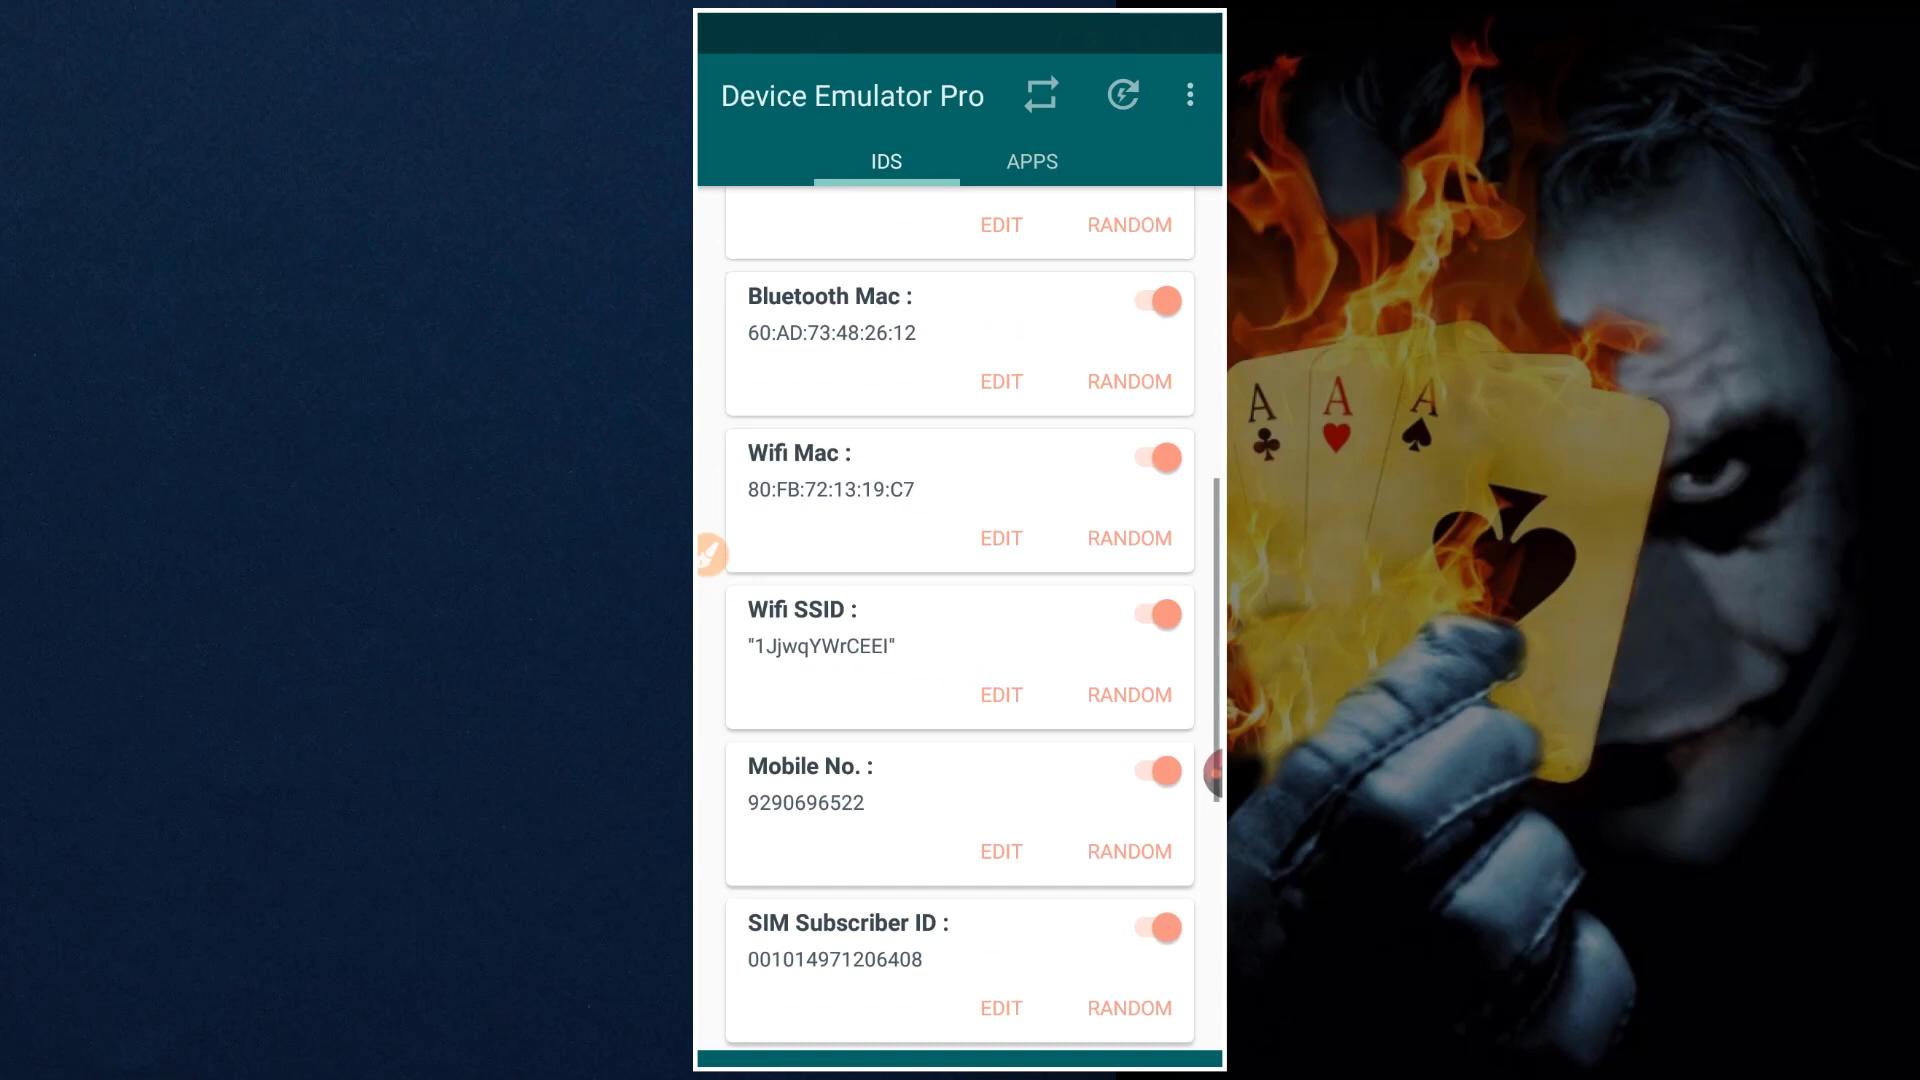 Device Emulator Pro
IDS
APPS
EDIT
RANDOM
Bluetooth Mac :
60:AD:73:48:26:12
EDIT
RANDOM
Wifi Mac :
80:FB:72:13:19:C7
EDIT
RANDOM
Wifi SSID :
"1JjwqYWrCEEI"
EDIT
RANDOM
Mobile No. :
9290696522
EDIT
RANDOM
SIM Subscriber ID :
001014971206408
EDIT
RANDOM
A
A
A